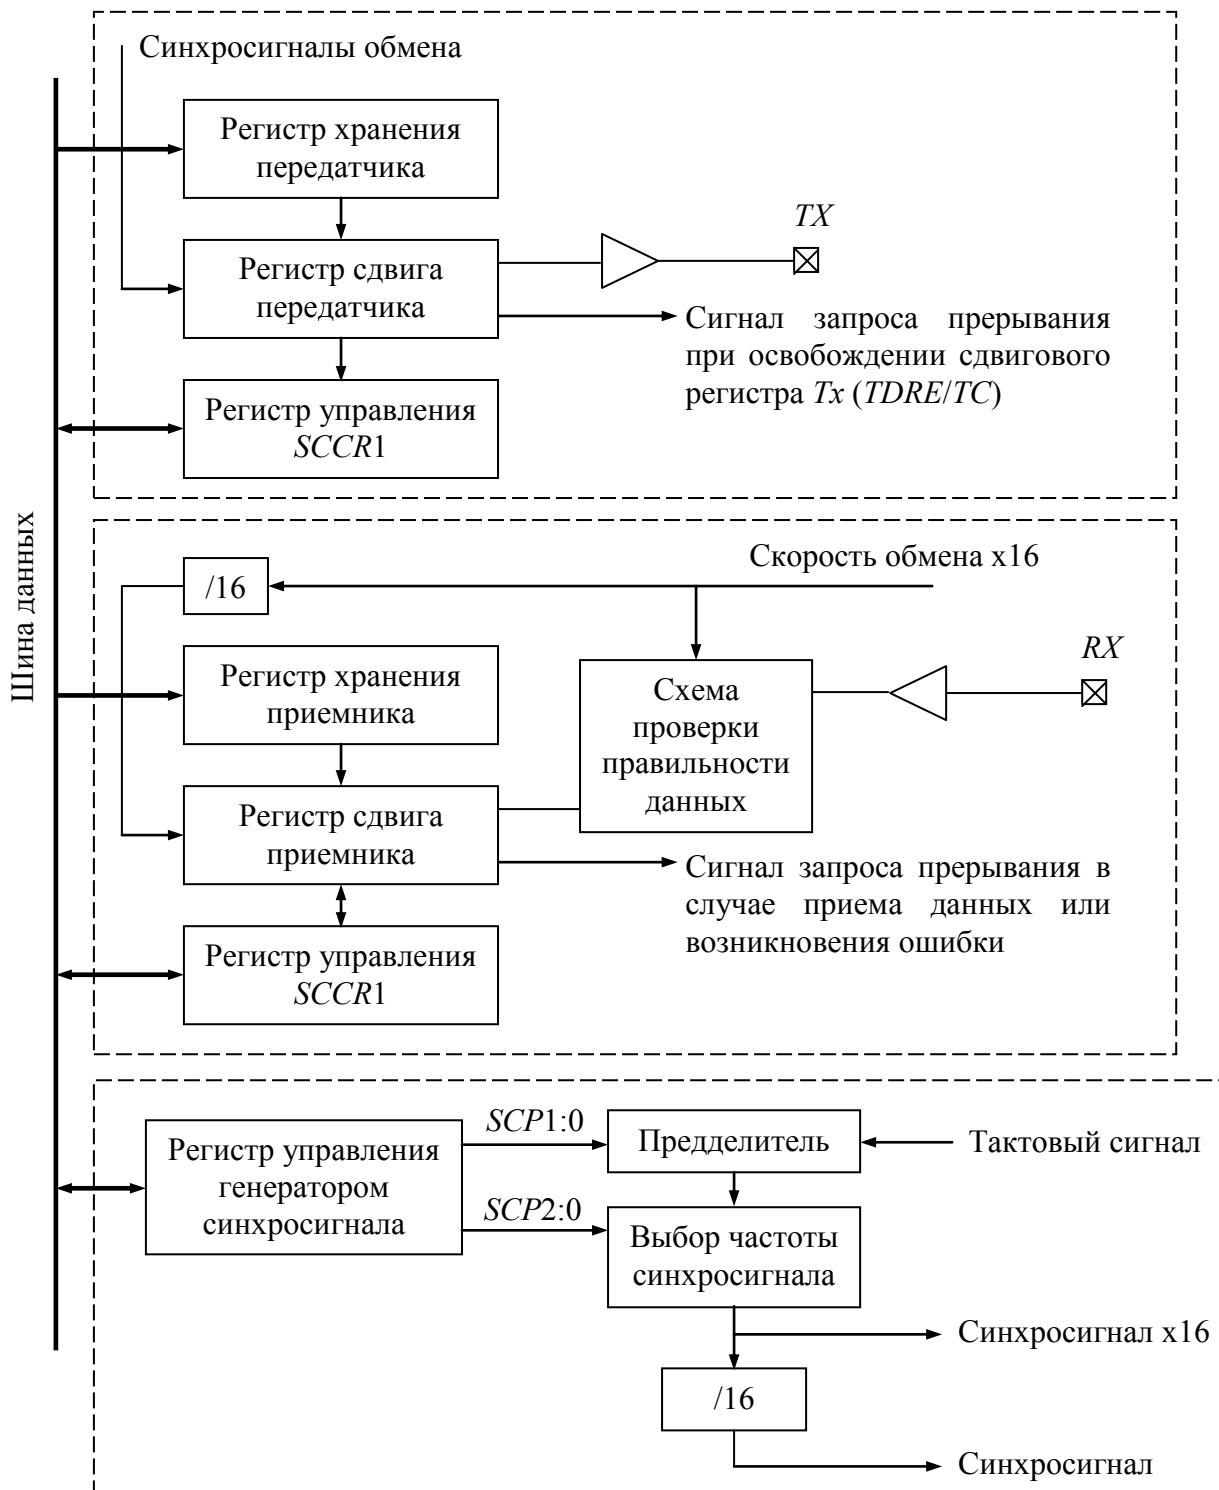 Синхросигналы обмена
Регистр хранения
передатчика
TX
Регистр сдвига
передатчика
Сигнал запроса прерывания
при освобождении сдвигового
регистра Tx (TDRE/TC)
Регистр управления
SCCR1
Шина данных
Скорость обмена x16
/16
RX
Регистр хранения
приемника
Схема
проверки
правильности
данных
Регистр сдвига
приемника
Сигнал запроса прерывания в
случае приема данных или
возникновения ошибки
Регистр управления
SCCR1
SCP1:0
Предделитель
Тактовый сигнал
Регистр управления
генератором
синхросигнала
SCP2:0
Выбор частоты
синхросигнала
Синхросигнал x16
/16
Синхросигнал